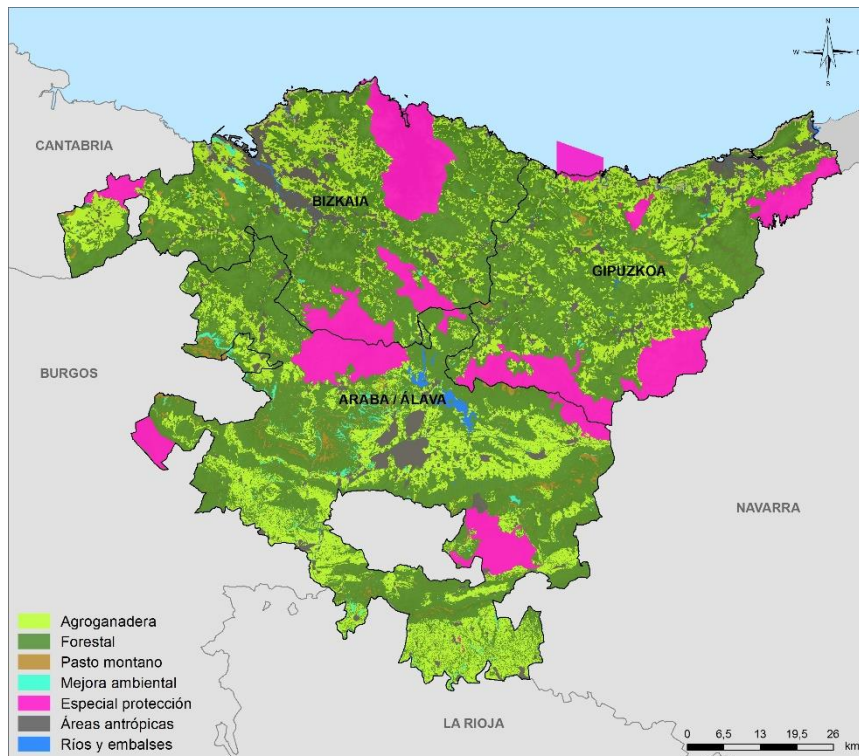 N
W E
S
CANTABRIA
BIZKAIA
GIPUZKOA
BURGOS
ARABA / ÁLAVA
NAVARRA
Agroganadera
Forestal
Pasto montano
Mejora ambiental
Especial protección
Áreas antrópicas
Ríos y embalses
LA RIOJA
0 6,5 13 19,5 26
km